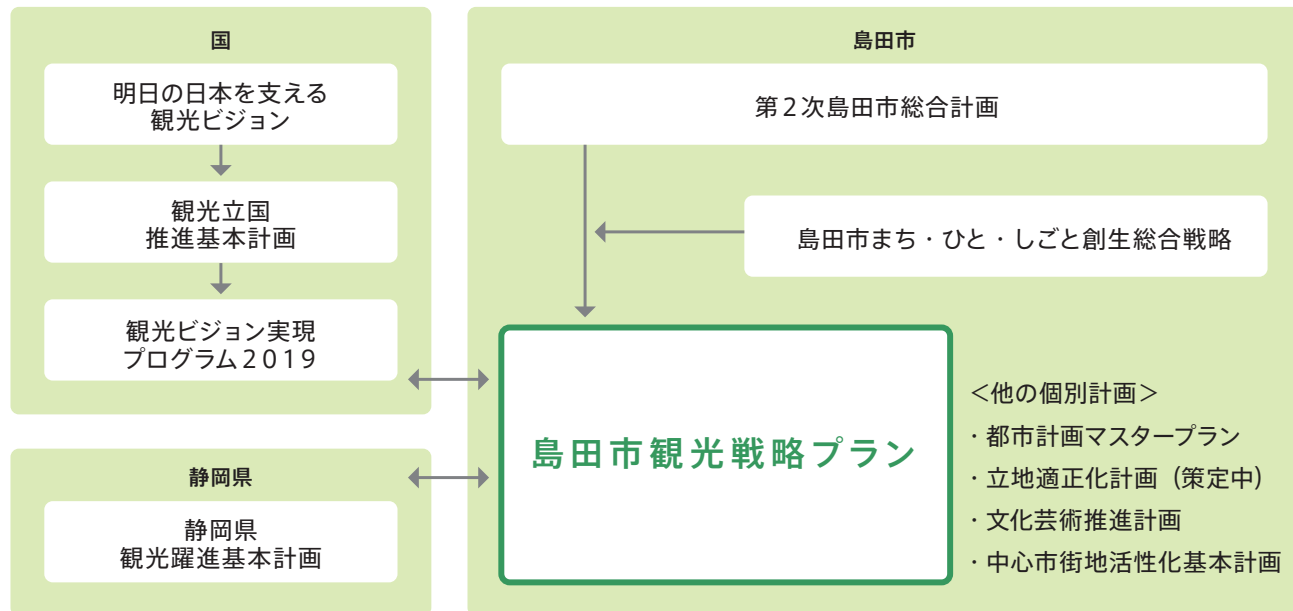 国
明日の日本を支える
観光ビジョン
観光立国
推進基本計画
観光ビジョン実現
プログラム2019
静岡県
静岡県
観光躍進基本計画
島田市
第2次島田市総合計画
島田市まち・ひと・しごと創生総合戦略
島田市観光戦略プラン
＜他の個別計画＞
・都市計画マスタープラン
・立地適正化計画（策定中）
・文化芸術推進計画
・中心市街地活性化基本計画